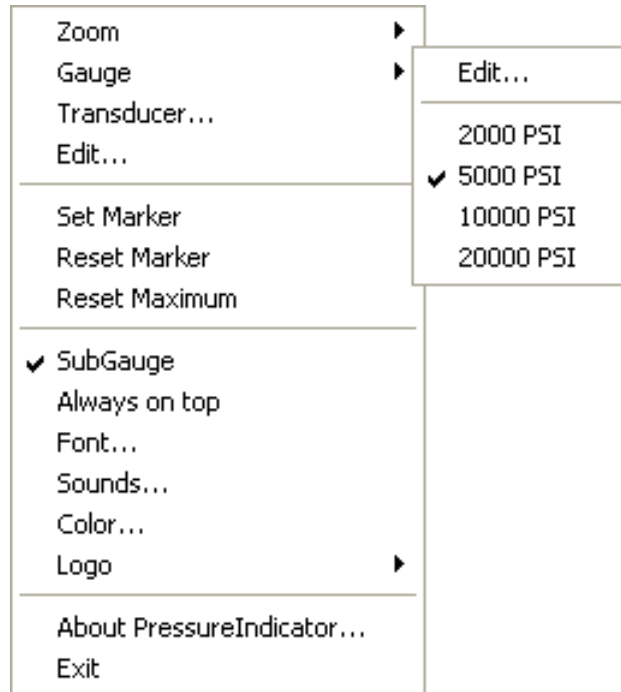 Zoom
Gauge
Transducer...
Edit...
Set Marker
Reset Marker
Reset Maximum
SubGauge
Always on top
Font...
Sounds...
Color...
Logo
About PressureIndicator...
Exit
Edit...
2000 PSI
5000 PSI
10000 PSI
20000 PSI